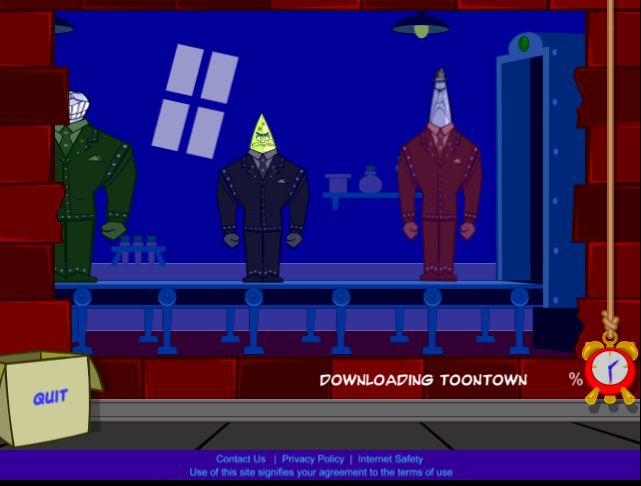 DOWNLOADING TOONTOWN %
QUIT
Contact Us | Privacy Policy | Internet Safety
Use of this site signifies your agreement to the terms of use